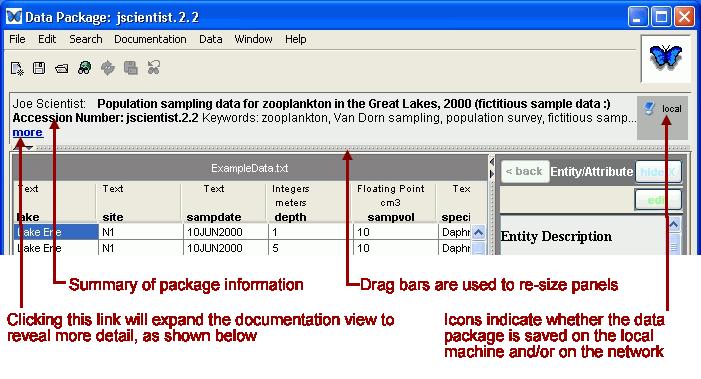 Data Package: jscientist.2.2
File Edit Search Documentation Data Window Help
Joe Scientist: Population sampling data for zooplankton in the Great Lakes, 2000 (fictitious sample data :)
Accession Number: jscientist.2.2 Keywords: zooplankton, Van Dorn sampling, population survey, fictitious samp...
more
local
ExampleData.txt
< back Entity/Attribute hide X
Text Text Text Integers Floating Point Tex
meters cm3
lake site sampdate depth sampvol speci
edit
Lake Erie N1 10JUN2000 1 10 Daphr
Lake Erie N1 10JUN2000 5 10 Daphr
Entity Description
Summary of package information
Drag bars are used to re-size panels
Clicking this link will expand the documentation view to
reveal more detail, as shown below
Icons indicate whether the data
package is saved on the local
machine and/or on the network